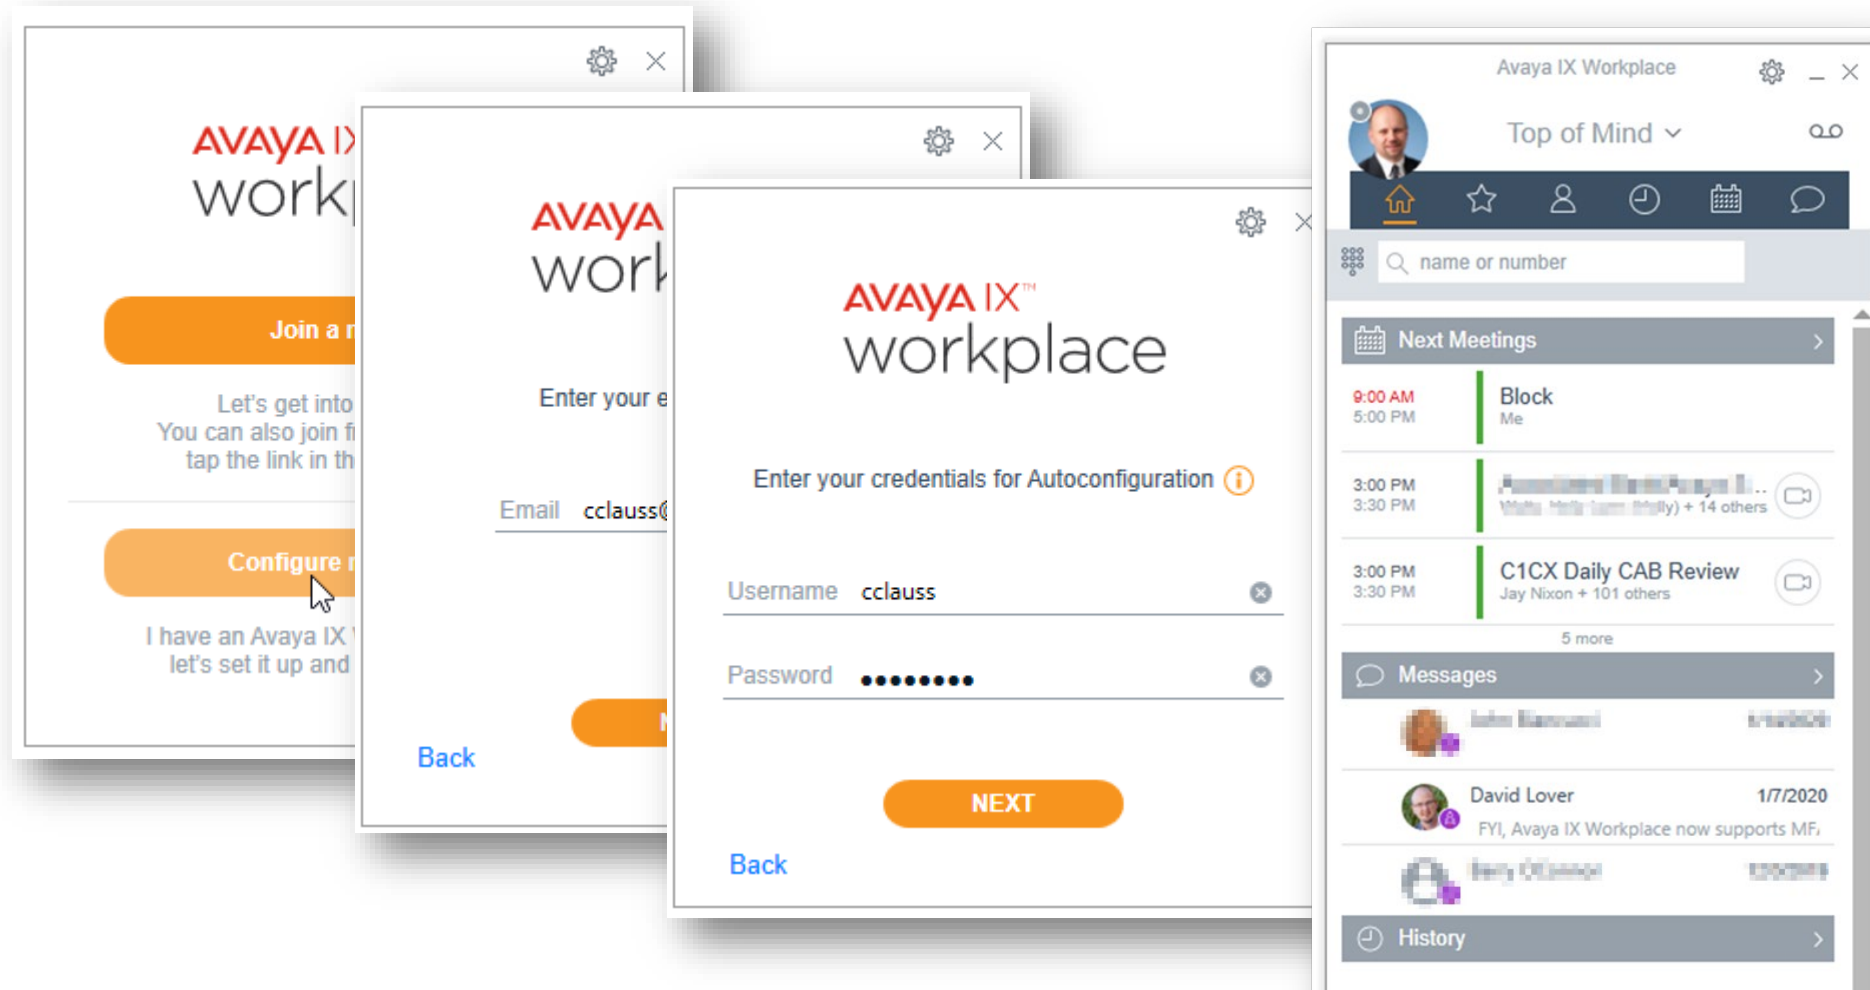 AVAYA IX
work
Join a
Let's get into
You can also join
tap the link in
Configure
I have an Avaya IX
let's set it up and
AVAYA
work
Enter your
Email cclauss@
Back
AVAYA IX™
workplace
Enter your credentials for Autoconfiguration
Username cclauss
Password ••••••••
NEXT
Back
Avaya IX Workplace
Top of Mind
name or number
Next Meetings
9:00 AM Block
5:00 PM Me
3:00 PM
3:30 PM + 14 others
3:00 PM C1CX Daily CAB Review
3:30 PM Jay Nixon + 101 others
5 more
Messages
David Lover 1/7/2020
FYI, Avaya IX Workplace now supports MFA
History